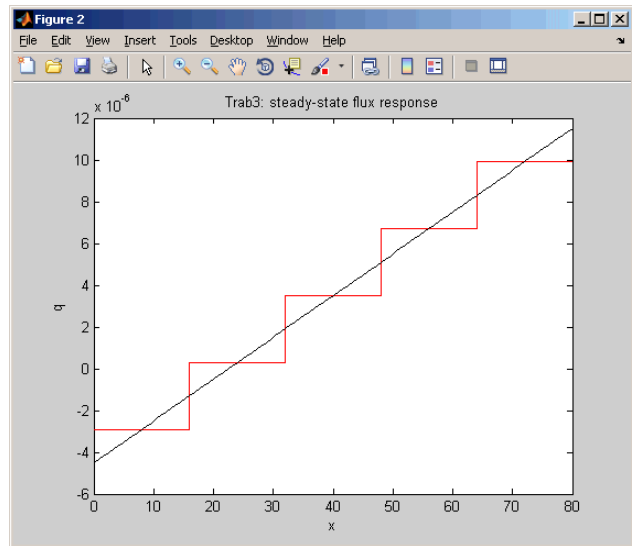 Figure 2
File Edit View Insert Tools Desktop Window Help
x 10^-6
Trab3: steady-state flux response
12
10
8
6
4
2
0
-2
-4
-6
q
0 10 20 30 40 50 60 70 80
x